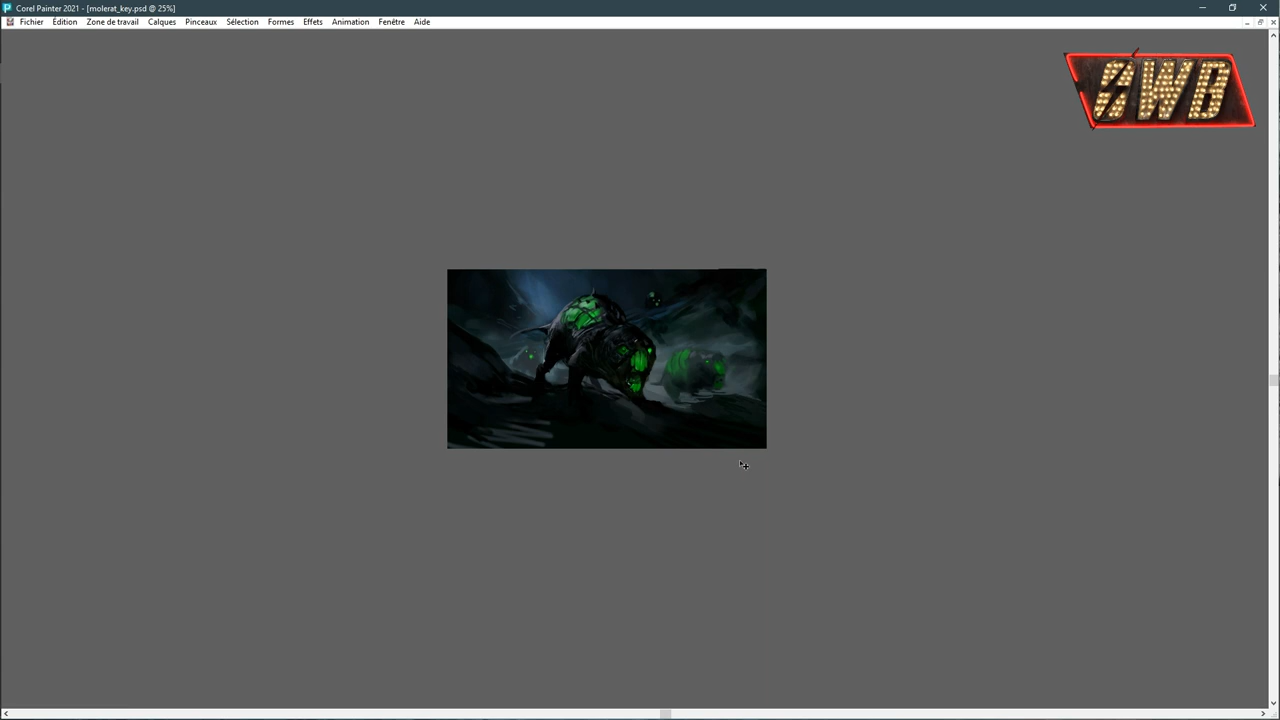 Corel Painter 2021 - [molerat_key.psd @ 25%]
Fichier Édition Zone de travail Calques Pinceaux Sélection Formes Effets Animation Fenêtre Aide
SWB